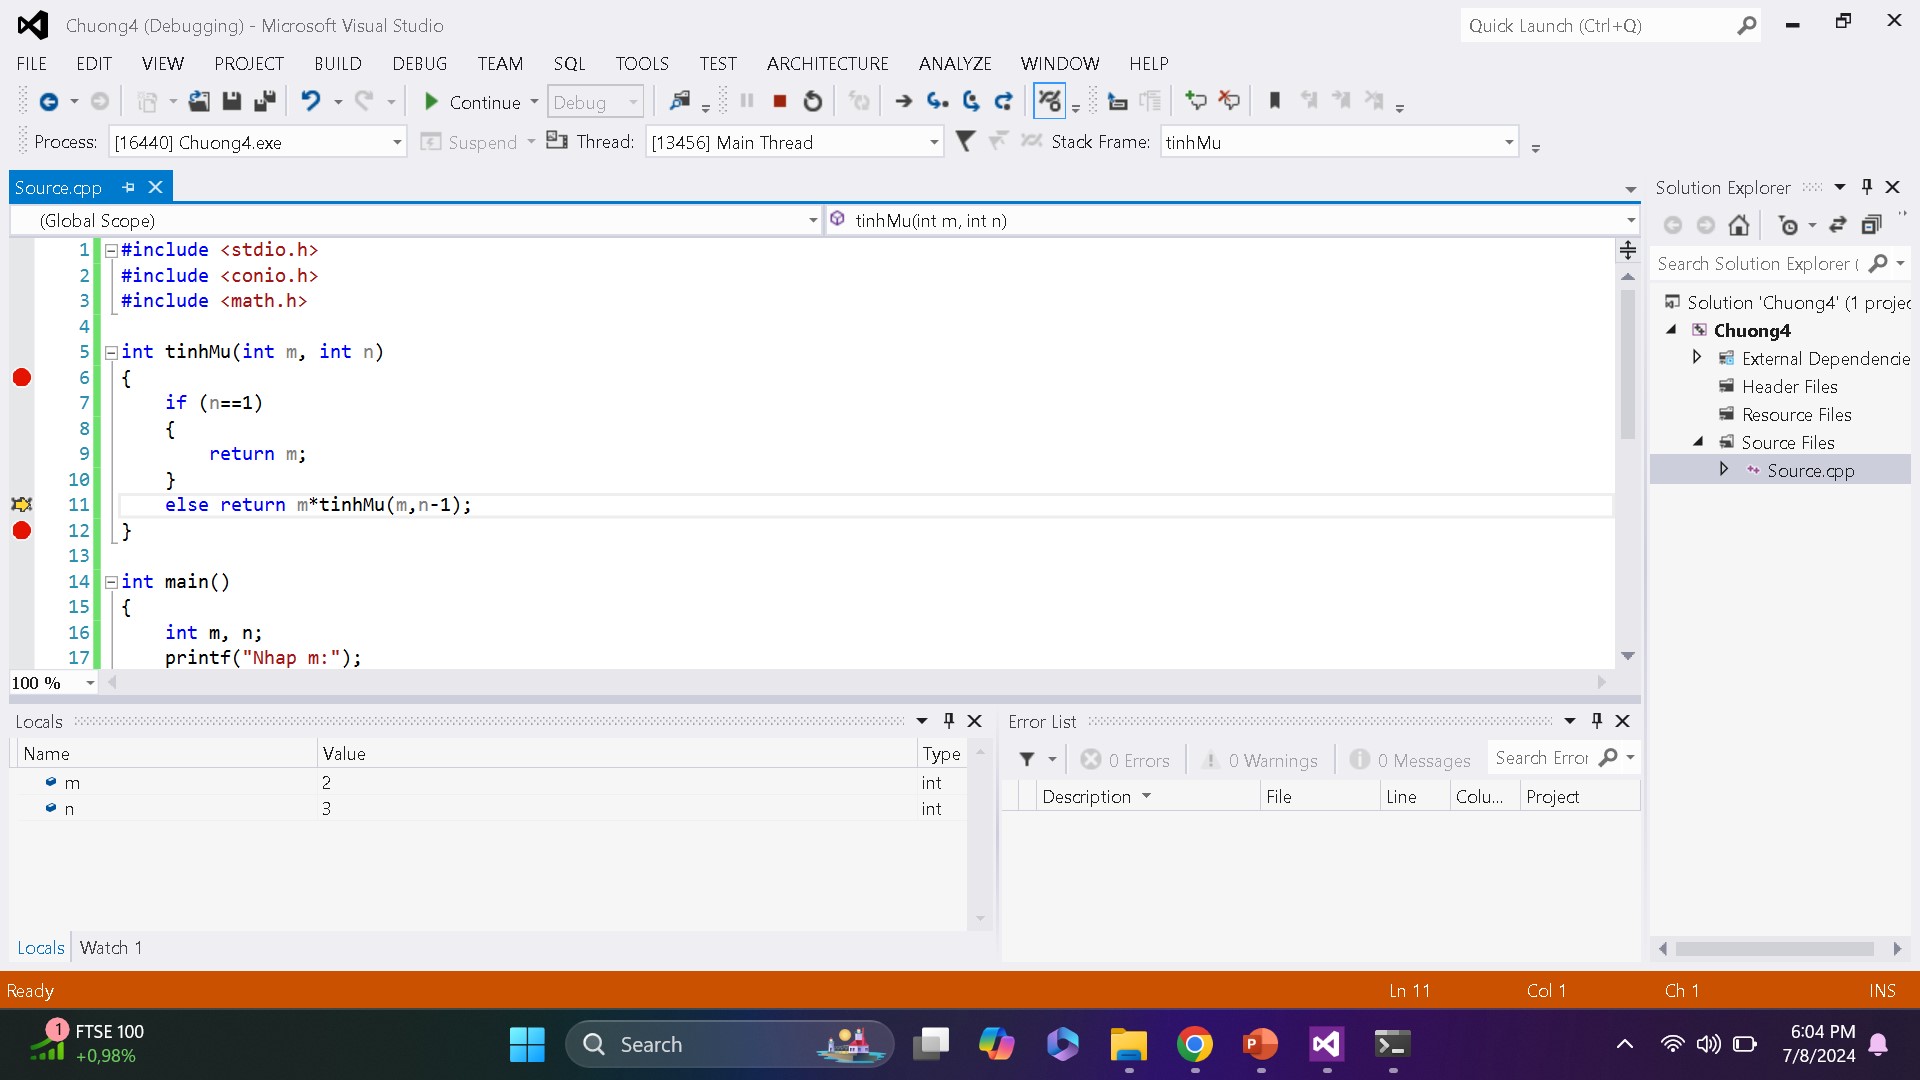 Chuong4 (Debugging) - Microsoft Visual Studio
Quick Launch (Ctrl+Q)
FILE EDIT VIEW PROJECT BUILD DEBUG TEAM SQL TOOLS TEST ARCHITECTURE ANALYZE WINDOW HELP
Continue Debug
Process: [16440] Chuong4.exe Suspend Thread: [13456] Main Thread Stack Frame: tinhMu
Source.cpp
(Global Scope) tinhMu(int m, int n)
1 #include <stdio.h>
2 #include <conio.h>
3 #include <math.h>
4
5 int tinhMu(int m, int n)
6 {
7 if (n==1)
8 {
9 return m;
10 }
11 else return m*tinhMu(m,n-1);
12 }
13
14 int main()
15 {
16 int m, n;
17 printf("Nhap m:");
100 %
Solution Explorer
Search Solution Explorer (
Solution 'Chuong4' (1 projec
Chuong4
External Dependencie
Header Files
Resource Files
Source Files
Source.cpp
Locals
Name Value Type
m 2 int
n 3 int
Locals Watch 1
Error List
0 Errors 0 Warnings 0 Messages Search Error
Description File Line Colu... Project
Ready Ln 11 Col 1 Ch 1 INS
1 FTSE 100
+0,98%
Search
P
6:04 PM
7/8/2024